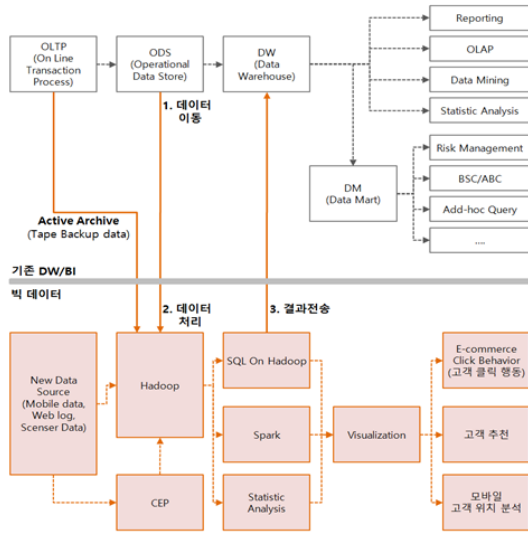 OLTP
(On Line
Transaction
Process)
ODS
(Operational
Data Store)
DW
(Data
Warehouse)
Reporting
OLAP
Data Mining
Statistic Analysis
1. 데이터
이동
DM
(Data Mart)
Risk Management
BSC/ABC
Add-hoc Query
....
Active Archive
(Tape Backup data)
기존 DW/BI
빅 데이터
2. 데이터
처리
3. 결과전송
New Data
Source
(Mobile data,
Web log,
Scenser Data)
Hadoop
CEP
SQL On Hadoop
Spark
Statistic
Analysis
Visualization
E-commerce
Click Behavior
(고객 클릭 행동)
고객 추천
모바일
고객 위치 분석